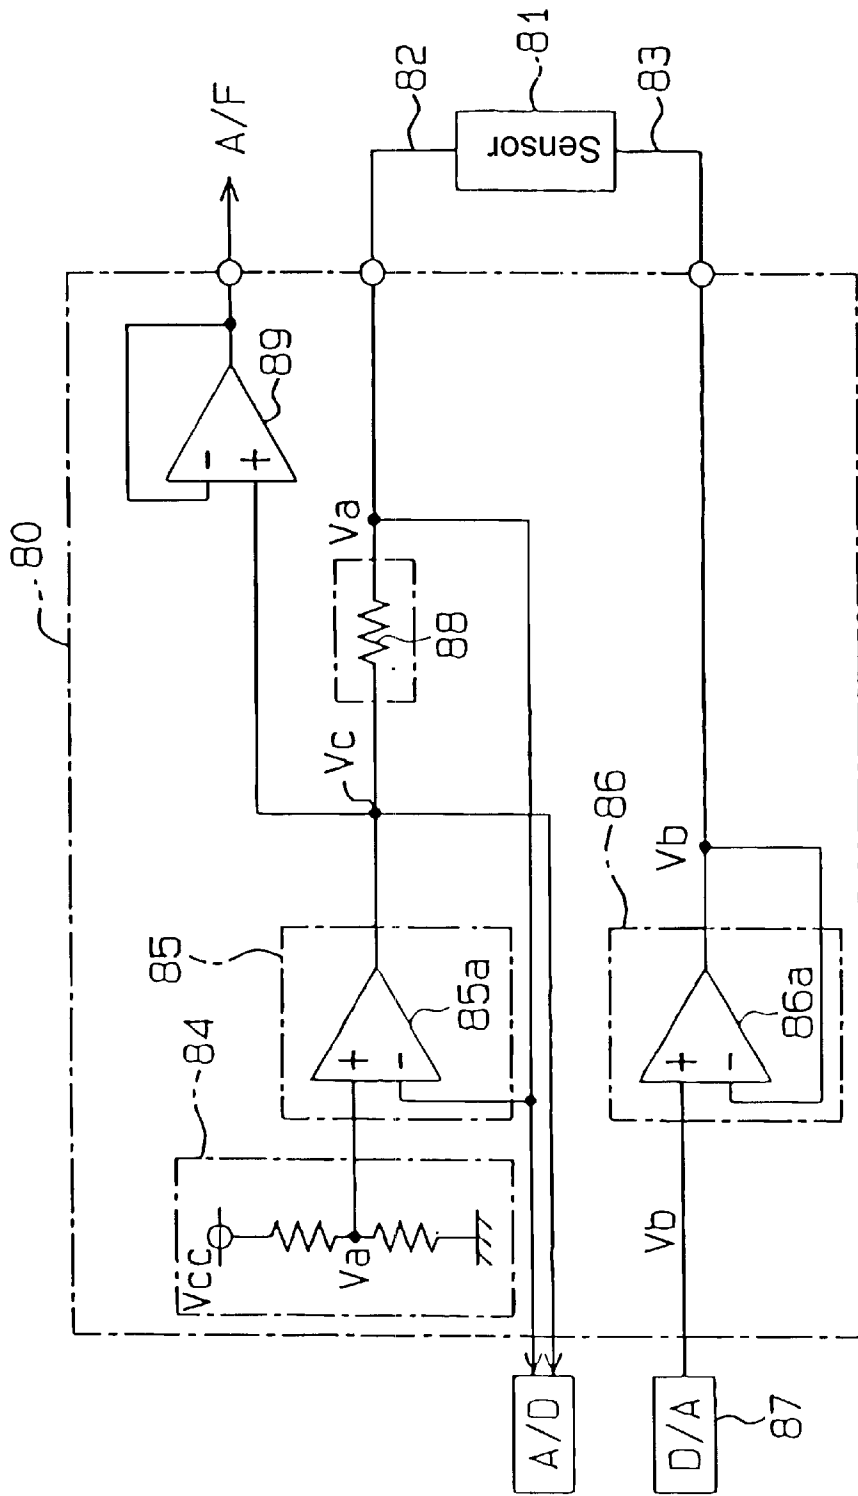 80
A/F
89
-
+
82
Sensor
81
83
Va
88
Vc
85
85a
+
-
84
Vcc
Va
86
Vb
86a
+
-
Vb
A/D
D/A
87